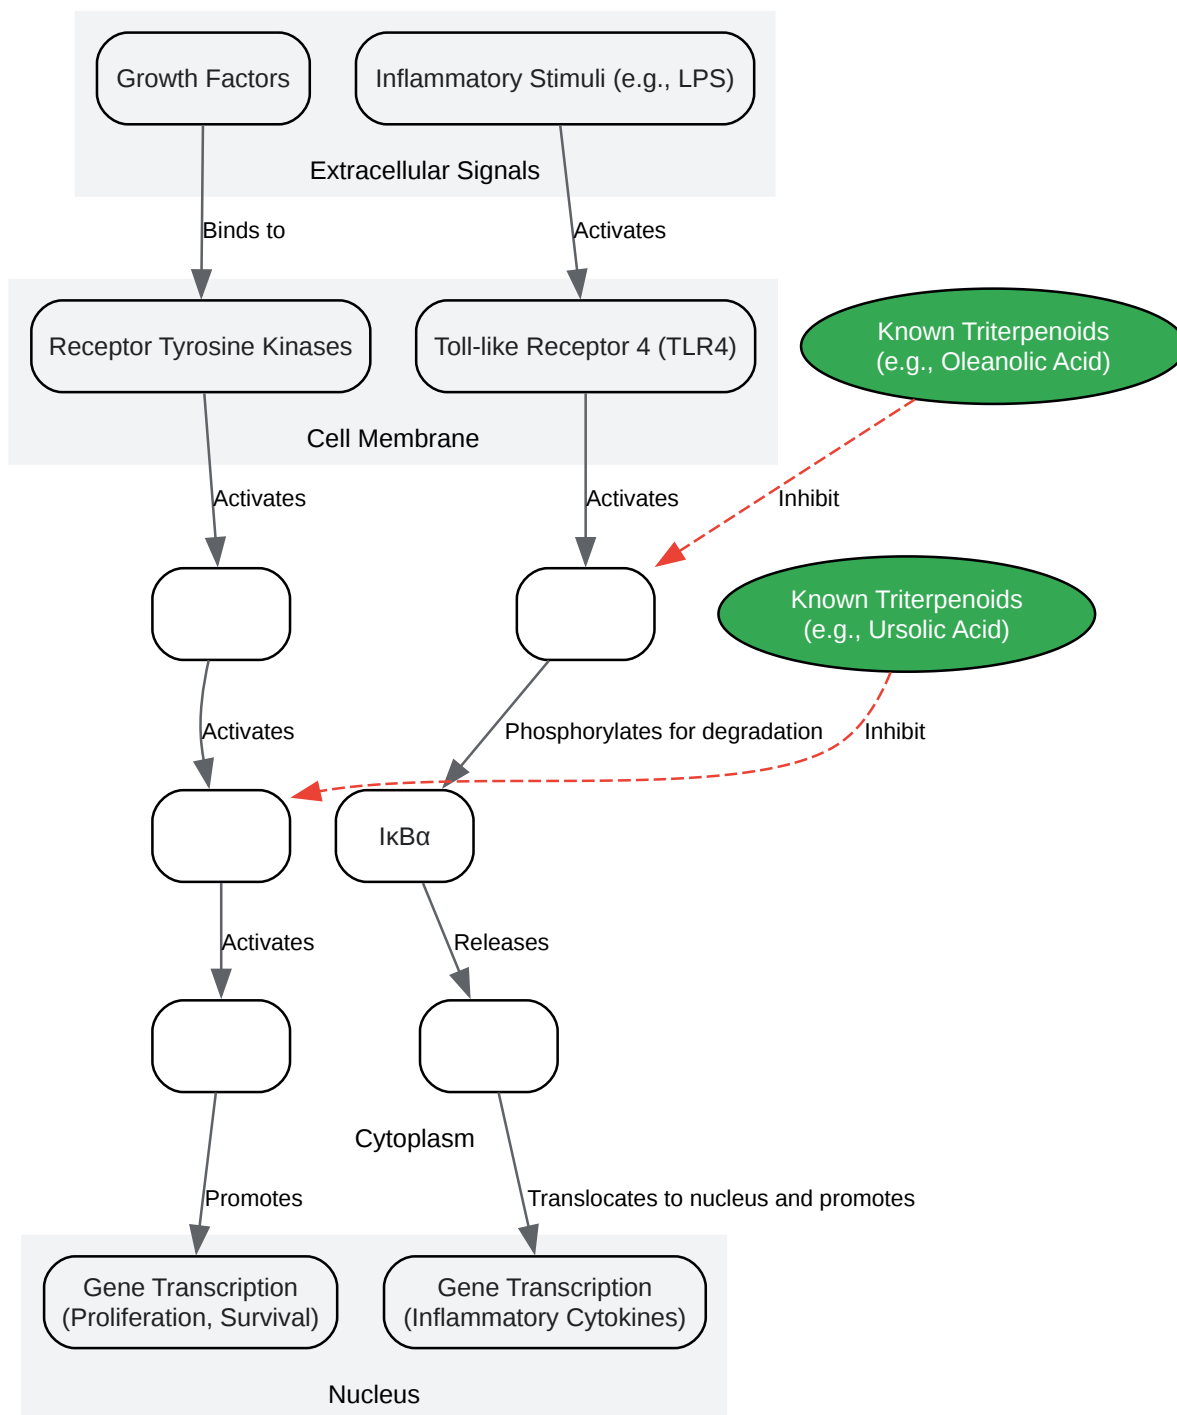 Growth Factors
Inflammatory Stimuli (e.g., LPS)
Extracellular Signals
Binds to
Activates
Receptor Tyrosine Kinases
Toll-like Receptor 4 (TLR4)
Known Triterpenoids
(e.g., Oleanolic Acid)
Cell Membrane
Activates
Activates
Inhibit
Known Triterpenoids
(e.g., Ursolic Acid)
Activates
Phosphorylates for degradation
Inhibit
IκBα
Activates
Releases
Cytoplasm
Promotes
Translocates to nucleus and promotes
Gene Transcription
(Proliferation, Survival)
Gene Transcription
(Inflammatory Cytokines)
Nucleus